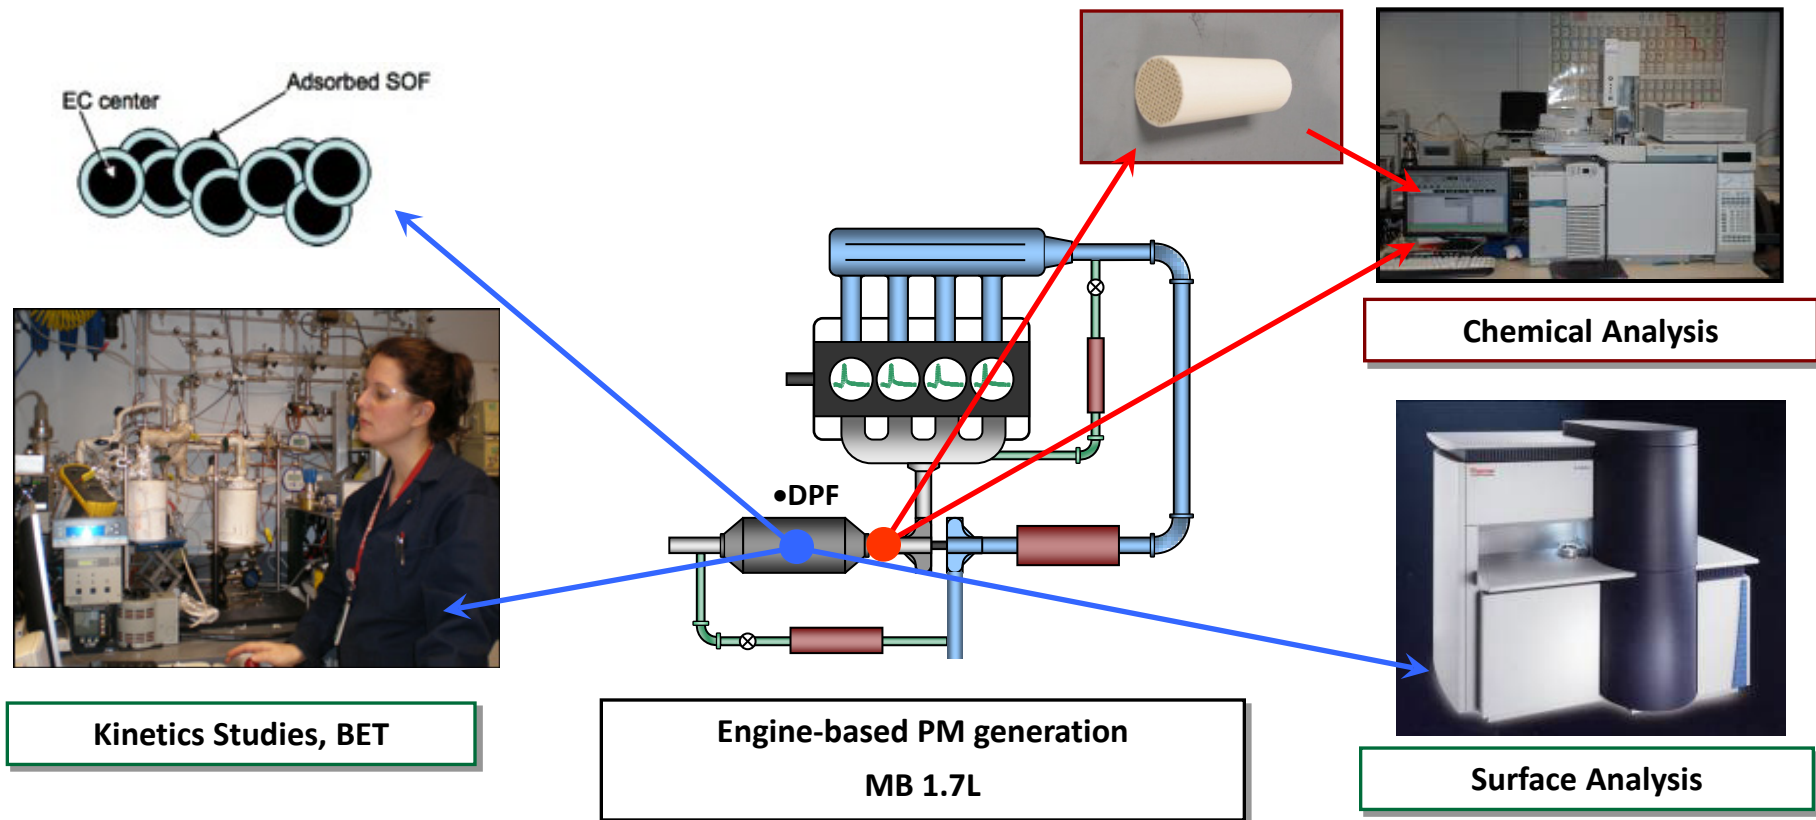 Adsorbed SOF
EC center
•DPF
Chemical Analysis
Kinetics Studies, BET
Engine-based PM generation
MB 1.7L
Surface Analysis